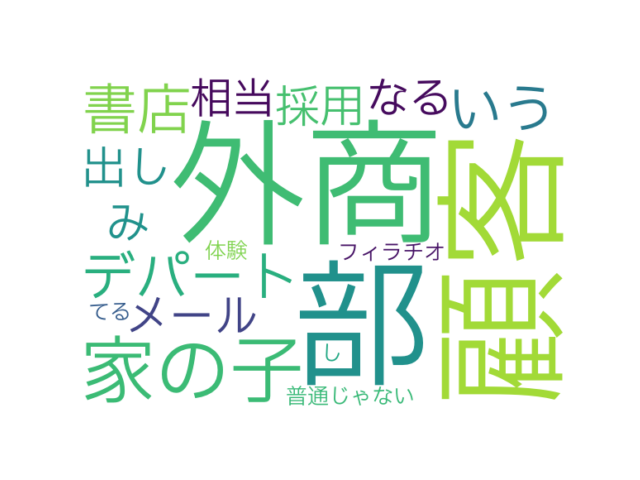 書店
相当
採用
なる
いう
外商
顧客
出し
み
デパート
体験
フィラチオ
部
てる
メール
家の子
し
普通じゃない